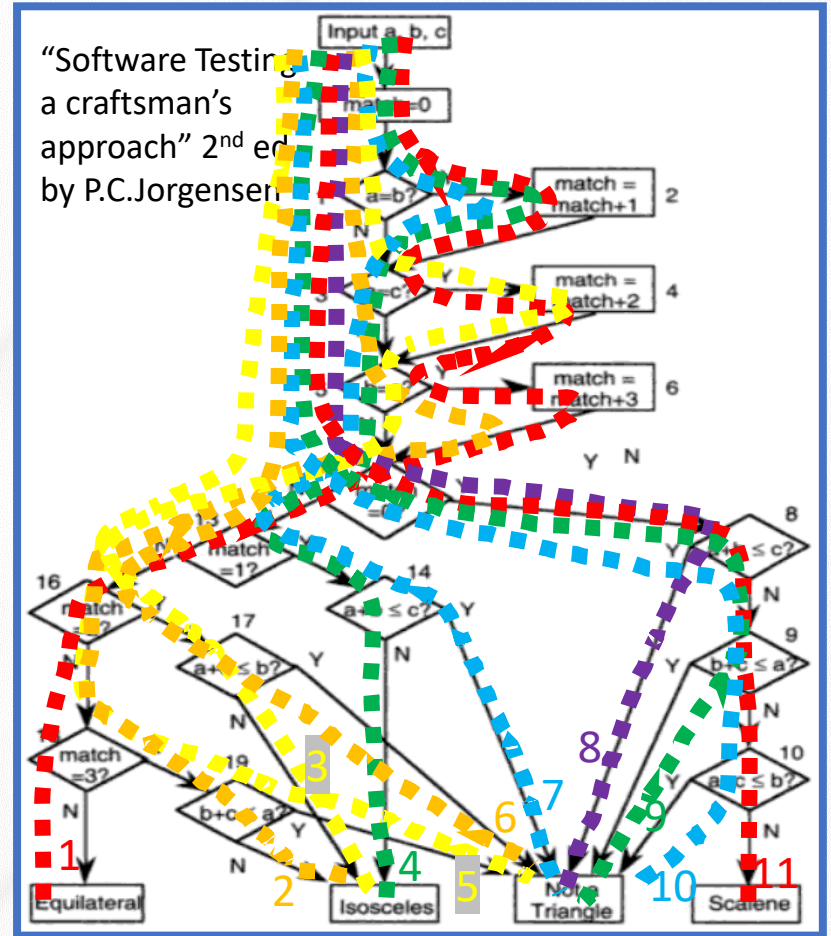 “Software Testing
a craftsman’s
approach” 2nd ed
by P.C.Jorgensen
Input a, b, c
a=b?
match =
match+1
2
N
Y
match =
match+2
4
Y
match =
match+3
6
Y N
8
≤ c?
Y
N
13
match
=1?
N
14
≤ c?
Y
N
16
match
N
17
≤ b?
Y
N
9
≤ a?
Y
N
match
=3?
N
19
Y
N
10
≤ b?
Y
N
1
2
3
4
5
6
7
8
9
10
11
Equilateral
Isosceles
Not a
Triangle
Scalene